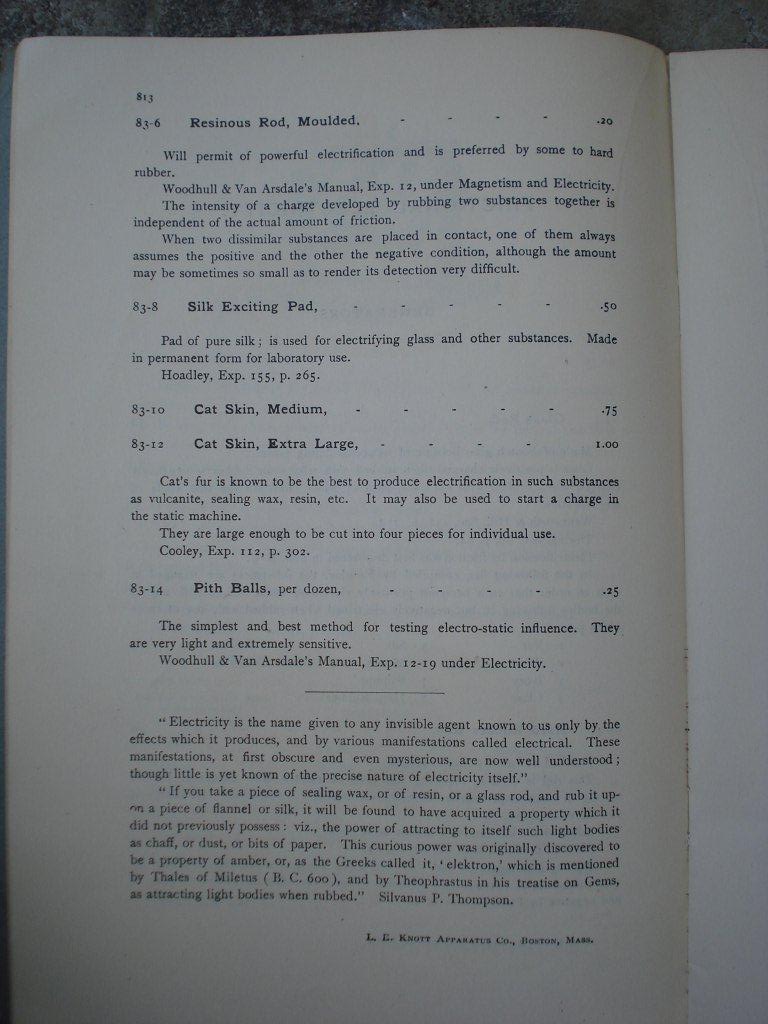 813
83-6 Resinous Rod, Moulded. - - - - .20
Will permit of powerful electrification and is preferred by some to hard
rubber.
Woodhull & Van Arsdale's Manual, Exp. 12, under Magnetism and Electricity.
The intensity of a charge developed by rubbing two substances together is
independent of the actual amount of friction.
When two dissimilar substances are placed in contact, one of them always
assumes the positive and the other the negative condition, although the amount
may be sometimes so small as to render its detection very difficult.
83-8 Silk Exciting Pad, - - - - - .50
Pad of pure silk ; is used for electrifying glass and other substances. Made
in permanent form for laboratory use.
Hoadley, Exp. 155, p. 265.
83-10 Cat Skin, Medium, - - - - - .75
83-12 Cat Skin, Extra Large, - - - - 1.00
Cat's fur is known to be the best to produce electrification in such substances
as vulcanite, sealing wax, resin, etc. It may also be used to start a charge in
the static machine.
They are large enough to be cut into four pieces for individual use.
Cooley, Exp. 112, p. 302.
83-14 Pith Balls, per dozen, - - - - .25
The simplest and best method for testing electro-static influence. They
are very light and extremely sensitive.
Woodhull & Van Arsdale's Manual, Exp. 12-19 under Electricity.
" Electricity is the name given to any invisible agent known to us only by the
effects which it produces, and by various manifestations called electrical. These
manifestations, at first obscure and even mysterious, are now well understood ;
though little is yet known of the precise nature of electricity itself."
" If you take a piece of sealing wax, or of resin, or a glass rod, and rub it up-
on a piece of flannel or silk, it will be found to have acquired a property which it
did not previously possess : viz., the power of attracting to itself such light bodies
as chaff, or dust, or bits of paper. This curious power was originally discovered to
be a property of amber, or, as the Greeks called it, ' elektron,' which is mentioned
by Thales of Miletus ( B. C. 600 ), and by Theophrastus in his treatise on Gems,
as attracting light bodies when rubbed." Silvanus P. Thompson.
L. E. Knott Apparatus Co., Boston, Mass.